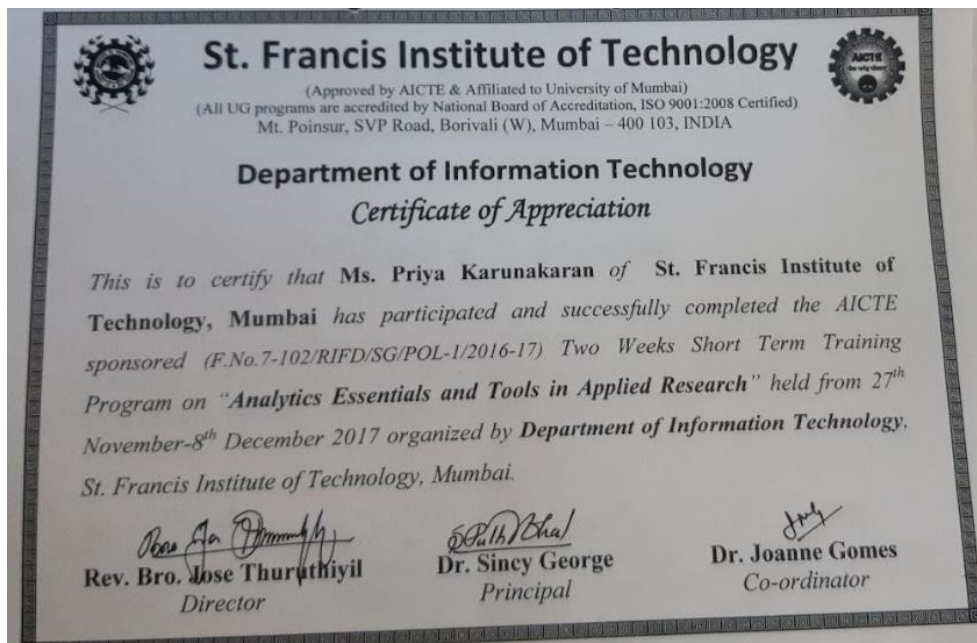 St. Francis Institute of Technology
(Approved by AICTE & Affiliated to University of Mumbai)
(All UG programs are accredited by National Board of Accreditation, ISO 9001:2008 Certified)
Mt. Poinsur, SVP Road, Borivali (W), Mumbai – 400 103, INDIA
AICTE
Department of Information Technology
Certificate of Appreciation
This is to certify that Ms. Priya Karunakaran of St. Francis Institute of
Technology, Mumbai has participated and successfully completed the AICTE
sponsored (F.No.7-102/RIFD/SG/POL-1/2016-17) Two Weeks Short Term Training
Program on “Analytics Essentials and Tools in Applied Research” held from 27th
November-8th December 2017 organized by Department of Information Technology,
St. Francis Institute of Technology, Mumbai.
Rev. Bro. Jose Thuruthiyil
Director
Dr. Sincy George
Principal
Dr. Joanne Gomes
Co-ordinator